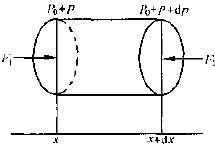 P₀+p P₀+p+dp
F₁ F₂
x x+dx